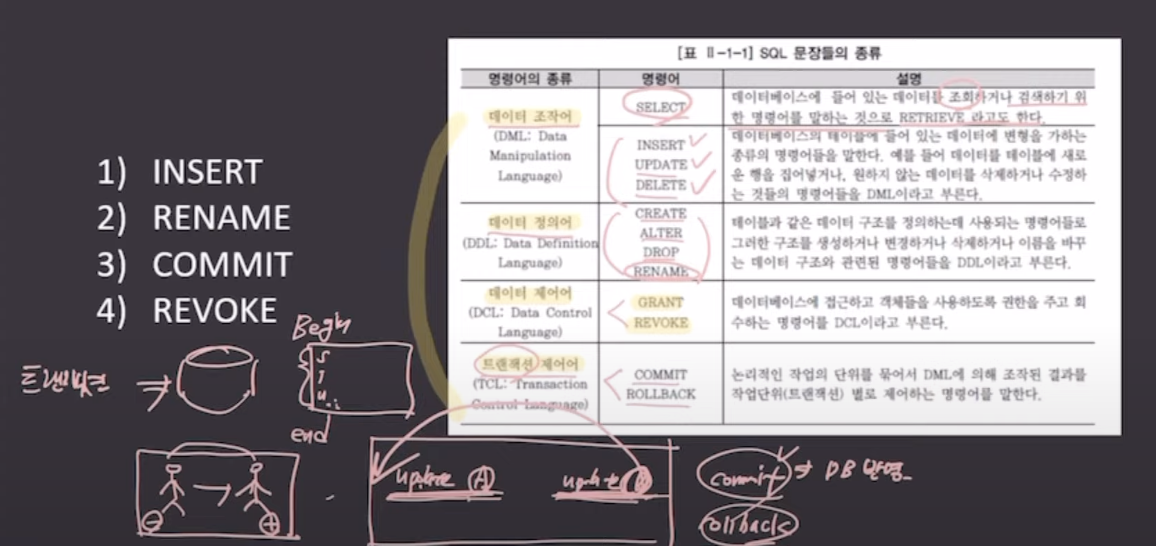 1) INSERT
2) RENAME
3) COMMIT
4) REVOKE
[표 Ⅱ-1-1] SQL 문장들의 종류
명령어의 종류 명령어 설명
데이터 조작어
(DML: Data
Manipulation
Language)
SELECT
데이터베이스에 들어 있는 데이터를 조회하거나 검색하기 위
한 명령어를 말하는 것으로 RETRIEVE 라고도 한다.
INSERT
UPDATE
DELETE
데이터베이스의 테이블에 들어 있는 데이터에 변형을 가하는
종류의 명령어들을 말한다. 예를 들어 데이터를 테이블에 새로
운 행을 집어넣거나, 원하지 않는 데이터를 삭제하거나 수정하
는 것들의 명령어들을 DML이라고 부른다.
데이터 정의어
(DDL: Data Definition
Language)
CREATE
ALTER
DROP
RENAME
테이블과 같은 데이터 구조를 정의하는데 사용되는 명령어들로
그러한 구조를 생성하거나 변경하거나 삭제하거나 이름을 바꾸
는 데이터 구조와 관련된 명령어들을 DDL이라고 부른다.
데이터 제어어
(DCL: Data Control
Language)
GRANT
REVOKE
데이터베이스에 접근하고 객체들을 사용하도록 권한을 주고 회
수하는 명령어를 DCL이라고 부른다.
트랜잭션 제어어
(TCL: Transaction
Control Language)
COMMIT
ROLLBACK
논리적인 작업의 단위를 묶어서 DML에 의해 조작된 결과를
작업단위(트랜잭션) 별로 제어하는 명령어를 말한다.
트랜잭션
Begin
end
update A
update
commit ⇒ DB 반영
rollback